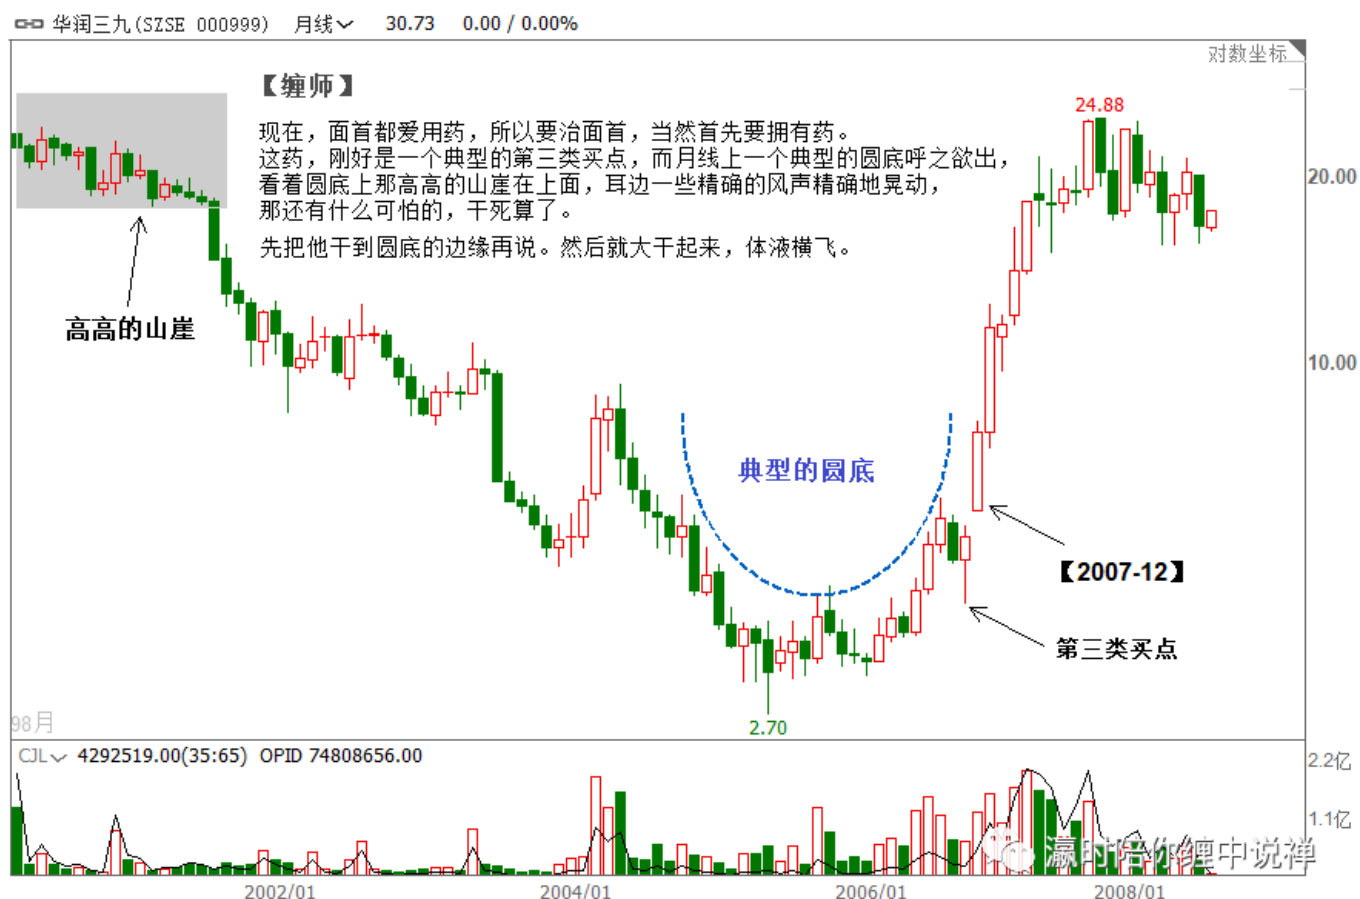 华润三九(SZSE 000999) 月线 30.73 0.00 / 0.00%
对数坐标
【缠师】
现在，面首都爱用药，所以要治面首，当然首先要拥有药。
这药，刚好是一个典型的第三类买点，而月线上一个典型的圆底呼之欲出，
看着圆底上那高高的山崖在上面，耳边一些精确的风声精确地晃动，
那还有什么可怕的，干死算了。
先把他干到圆底的边缘再说。然后就大干起来，体液横飞。
24.88
20.00
高高的山崖
10.00
典型的圆底
【2007-12】
第三类买点
98月
2.70
CJL 4292519.00(35:65) OPID 74808656.00
2.2亿
1.1亿
瀛时陪你缠中说禅
2002/01 2004/01 2006/01 2008/01